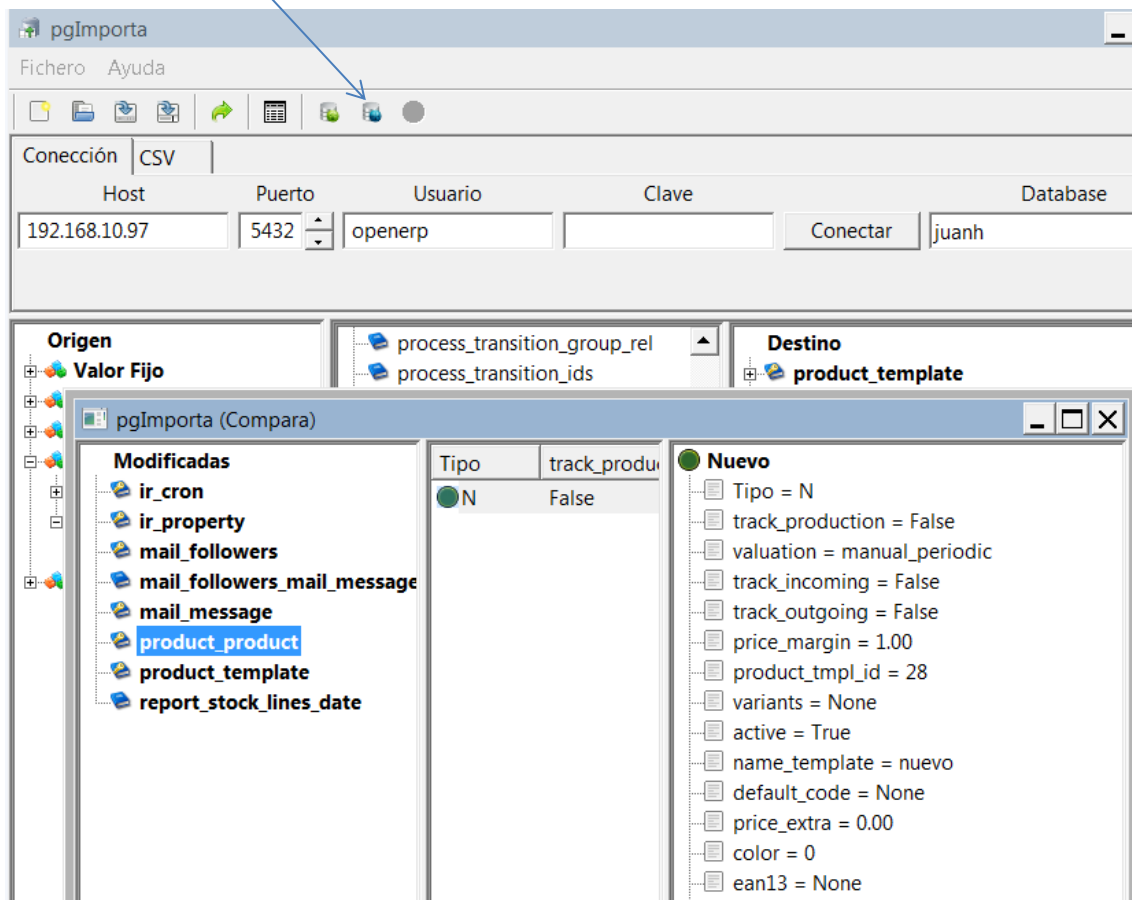 pgImporta
Fichero Ayuda
Conección CSV
Host Puerto Usuario Clave Database
192.168.10.97 5432 openerp Conectar juanh
Origen
Valor Fijo
process_transition_group_rel
process_transition_ids
Destino
product_template
pgImporta (Compara)
Modificadas
ir_cron
ir_property
mail_followers
mail_followers_mail_message
mail_message
product_product
product_template
report_stock_lines_date
Tipo track_produ
N False
Nuevo
Tipo = N
track_production = False
valuation = manual_periodic
track_incoming = False
track_outgoing = False
price_margin = 1.00
product_tmpl_id = 28
variants = None
active = True
name_template = nuevo
default_code = None
price_extra = 0.00
color = 0
ean13 = None